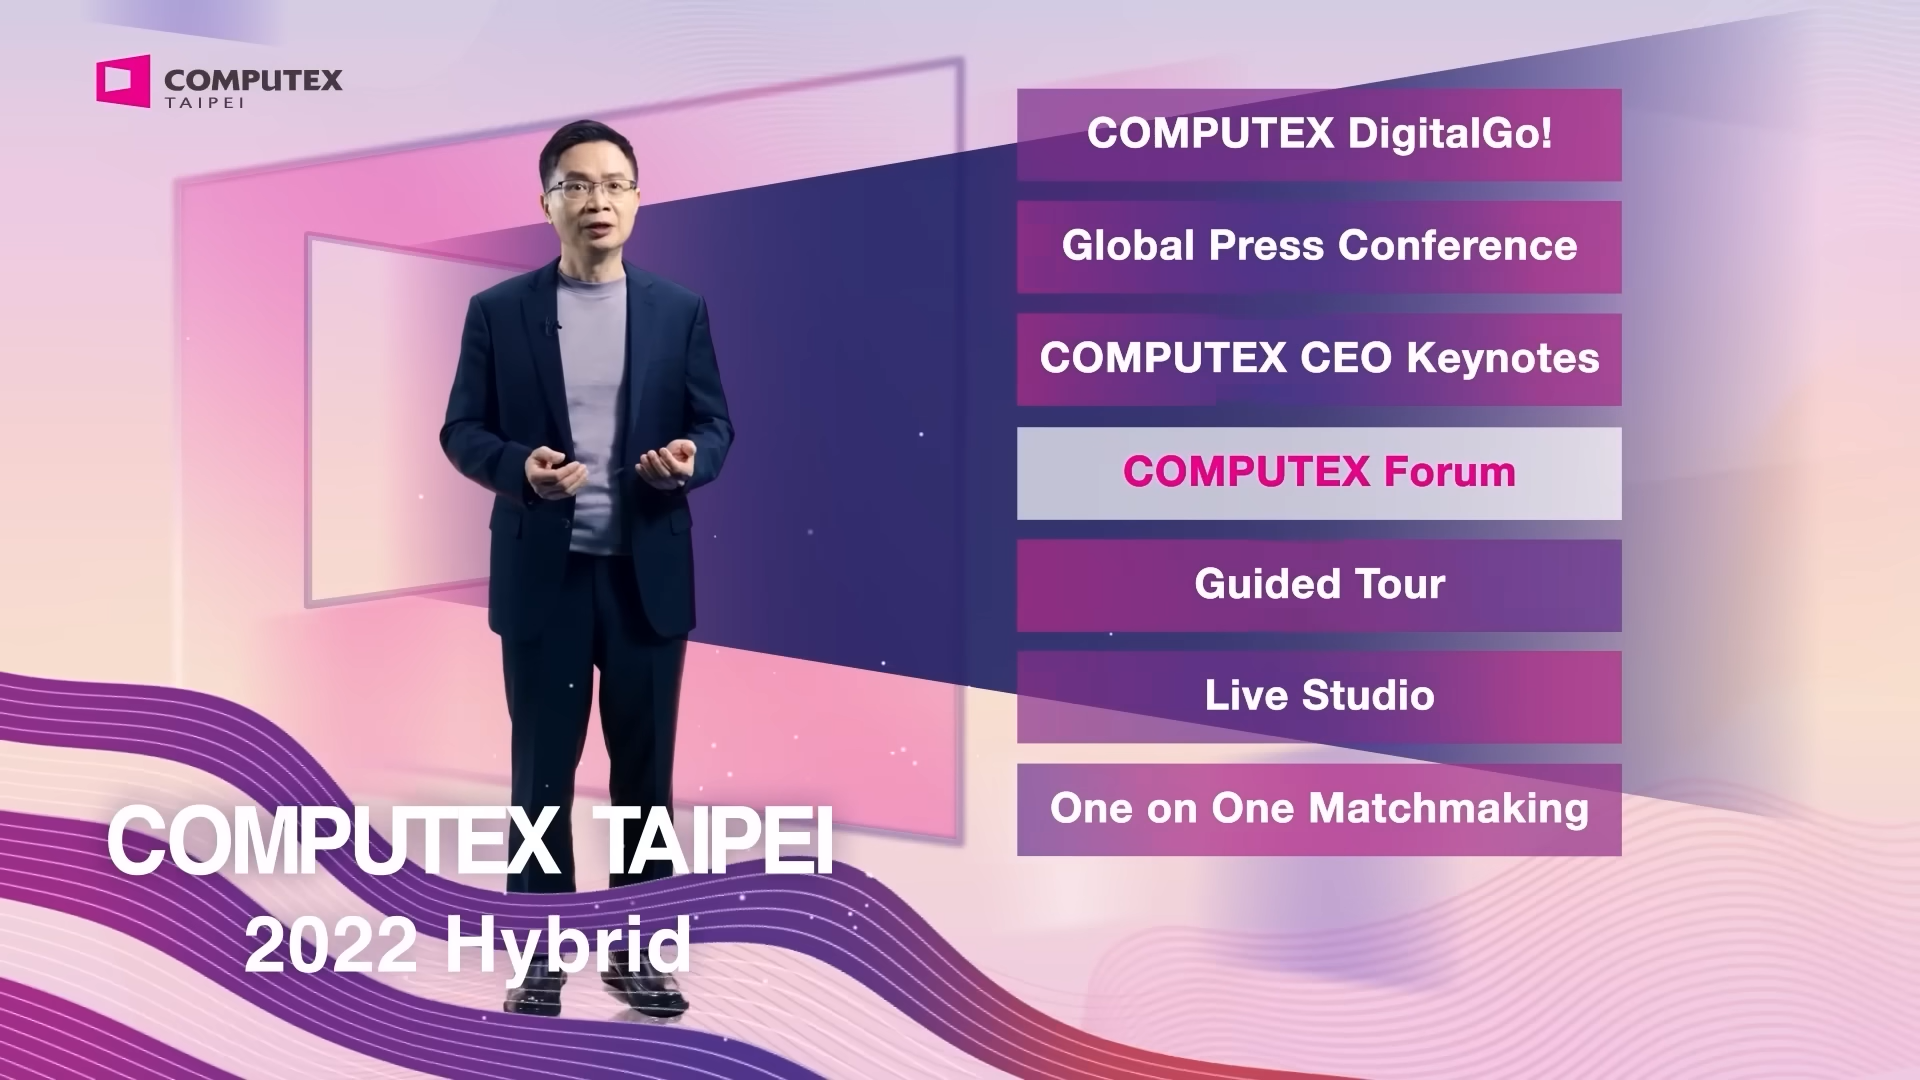 COMPUTEX
TAIPEI
COMPUTEX DigitalGo!
Global Press Conference
COMPUTEX CEO Keynotes
COMPUTEX Forum
Guided Tour
Live Studio
One on One Matchmaking
COMPUTEX TAIPEI
2022 Hybrid